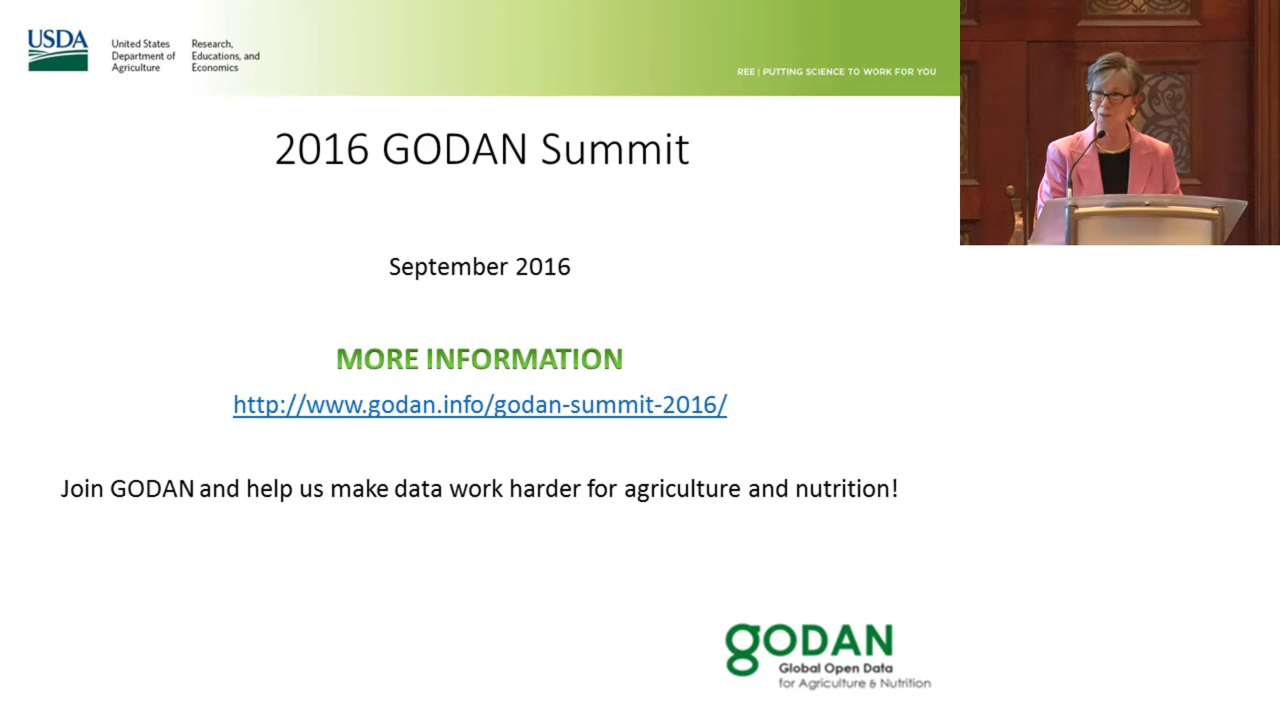 USDA
United States
Department of
Agriculture
Research,
Educations, and
Economics
REE | PUTTING SCIENCE TO WORK FOR YOU
2016 GODAN Summit
September 2016
MORE INFORMATION
http://www.godan.info/godan-summit-2016/
Join GODAN and help us make data work harder for agriculture and nutrition!
gODAN
Global Open Data
for Agriculture & Nutrition